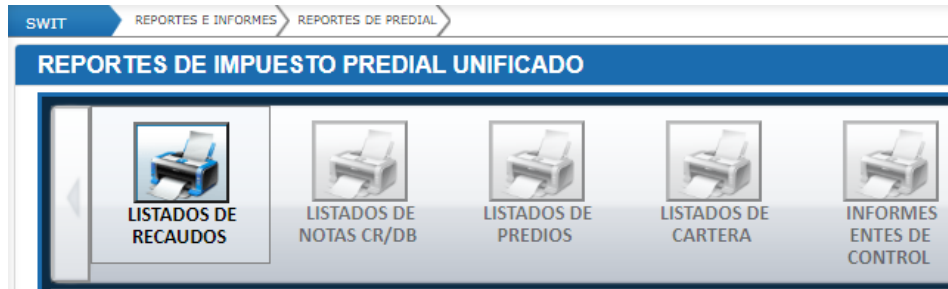 SWIT
REPORTES E INFORMES
REPORTES DE PREDIAL
REPORTES DE IMPUESTO PREDIAL UNIFICADO
LISTADOS DE
RECAUDOS
LISTADOS DE
NOTAS CR/DB
LISTADOS DE
PREDIOS
LISTADOS DE
CARTERA
INFORMES
ENTES DE
CONTROL